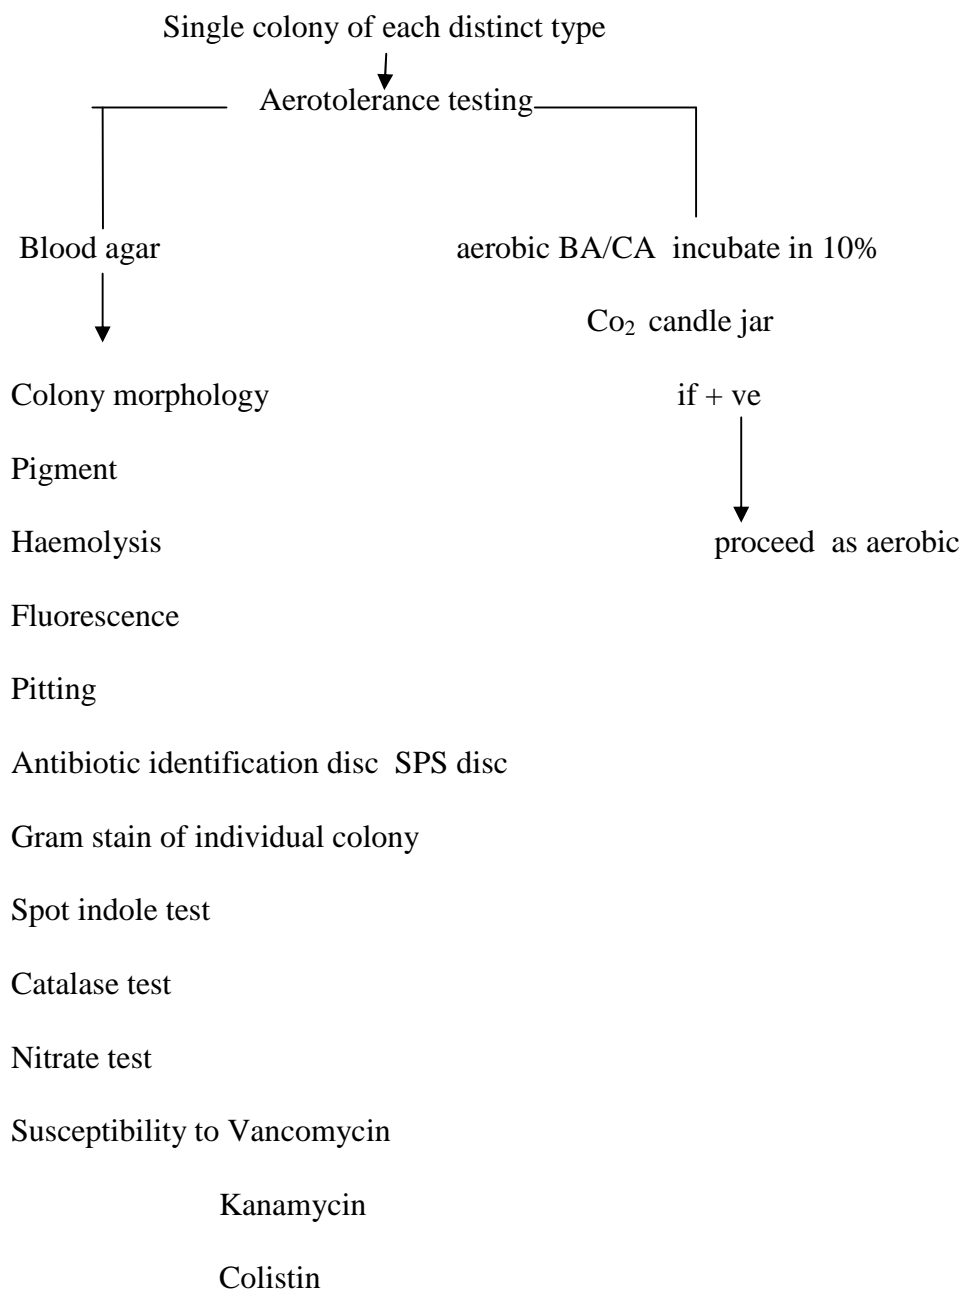 Single colony of each distinct type
Aerotolerance testing
Blood agar
aerobic BA/CA incubate in 10%
Co₂ candle jar
Colony morphology
if + ve
Pigment
Haemolysis
proceed as aerobic
Fluorescence
Pitting
Antibiotic identification disc SPS disc
Gram stain of individual colony
Spot indole test
Catalase test
Nitrate test
Susceptibility to Vancomycin
Kanamycin
Colistin